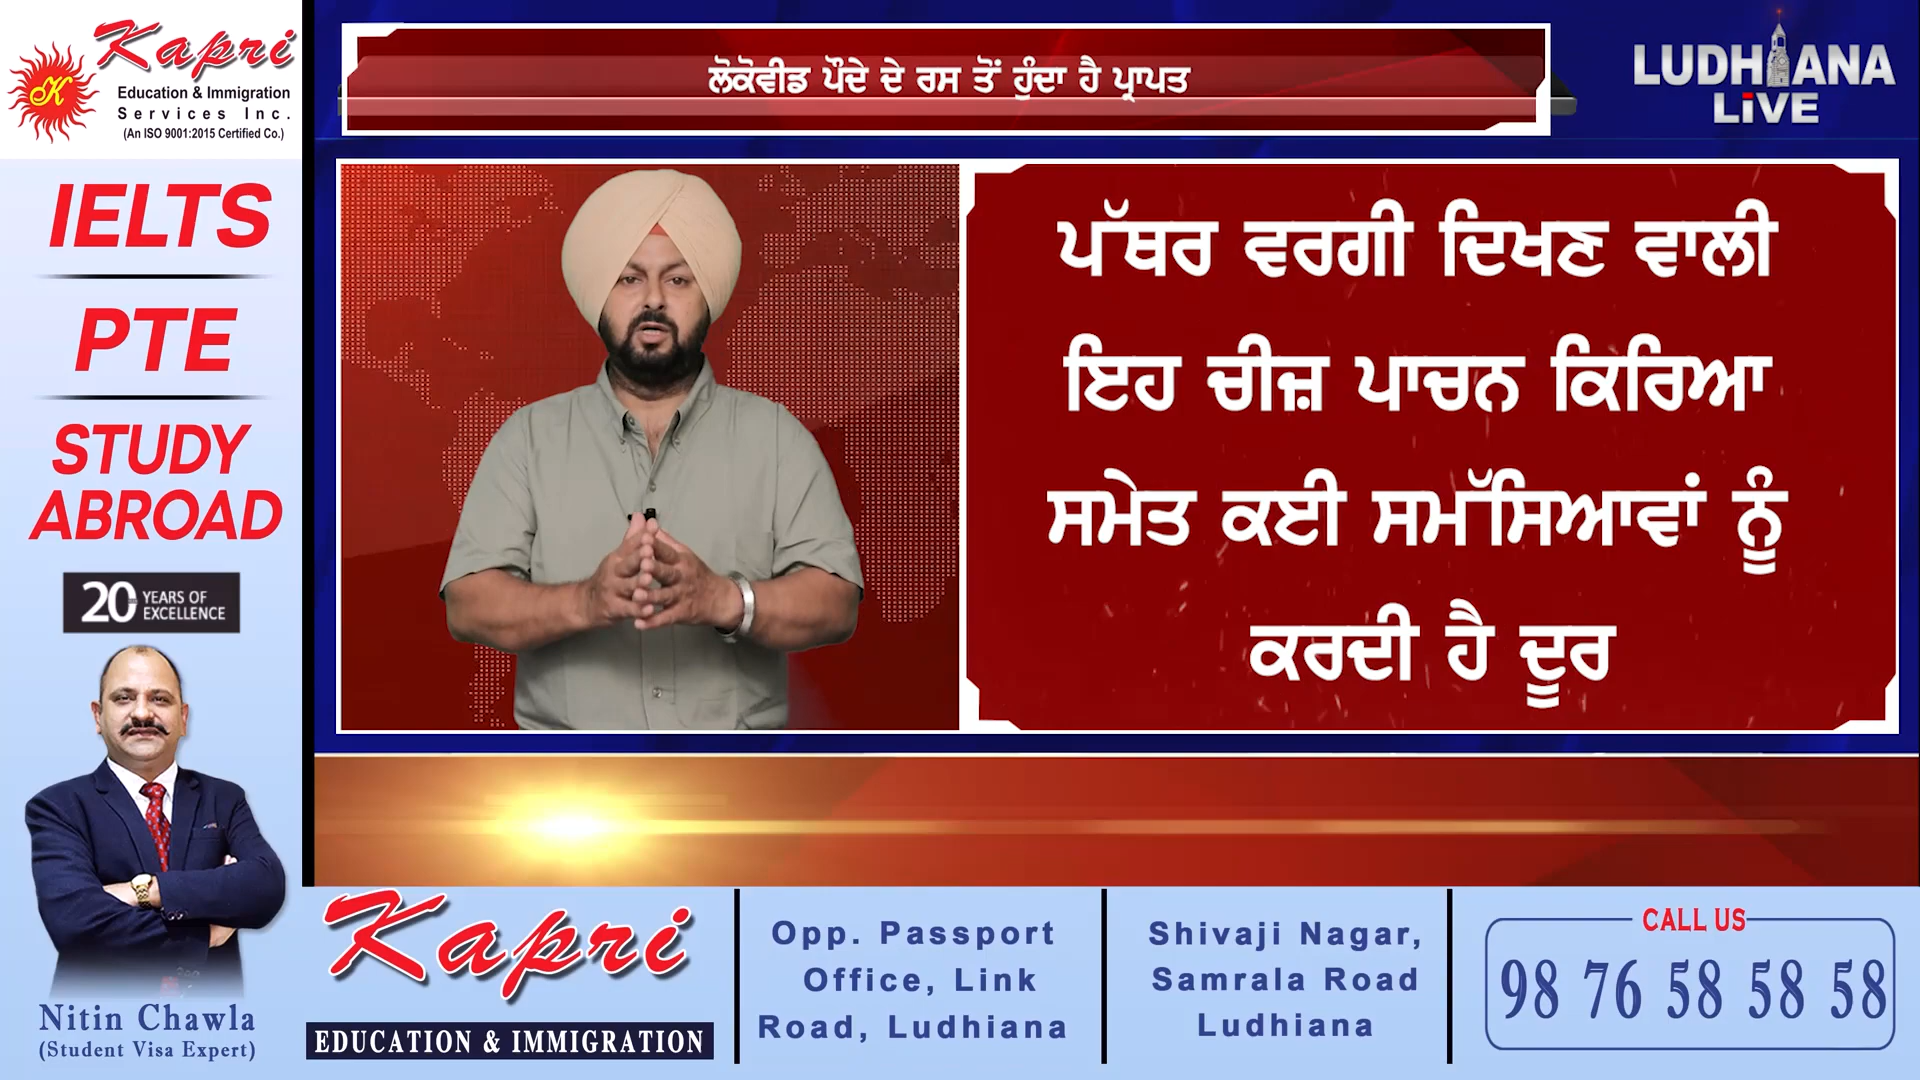 Kapri
K
Education & Immigration
Services Inc.
(An ISO 9001:2015 Certified Co.)
IELTS
PTE
STUDY
ABROAD
20 YEARS OF
EXCELLENCE
Nitin Chawla
(Student Visa Expert)
ਲੋਕੋਵੀਡ ਪੌਦੇ ਦੇ ਰਸ ਤੋਂ ਹੁੰਦਾ ਹੈ ਪ੍ਰਾਪਤ
LUDHIANA
LiVE
ਪੱਥਰ ਵਰਗੀ ਦਿਖਣ ਵਾਲੀ
ਇਹ ਚੀਜ਼ ਪਾਚਨ ਕਿਰਿਆ
ਸਮੇਤ ਕਈ ਸਮੱਸਿਆਵਾਂ ਨੂੰ
ਕਰਦੀ ਹੈ ਦੂਰ
Kapri
EDUCATION & IMMIGRATION
Opp. Passport
Office, Link
Road, Ludhiana
Shivaji Nagar,
Samrala Road
Ludhiana
CALL US
98 76 58 58 58